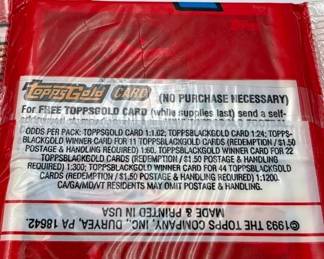 ToppsGold CARD (NO PURCHASE NECESSARY)
For FREE TOPPSGOLD CARD (while supplies last) send a self-
ODDS PER PACK: TOPPSGOLD CARD 1:1.02; TOPPSBLACKGOLD CARD 1:24; TOPPS-
BLACKGOLD WINNER CARD FOR 11 TOPPSBLACKGOLD CARDS (REDEMPTION / $1.50
POSTAGE & HANDLING REQUIRED) 1:60, TOPPSBLACKGOLD WINNER CARD FOR 22
TOPPSBLACKGOLD CARDS (REDEMPTION / $1.50 POSTAGE & HANDLING
REQUIRED) 1:300; TOPPSBLACKGOLD WINNER CARD FOR 44 TOPPSBLACKGOLD
CARDS (REDEMPTION / $1.50 POSTAGE & HANDLING REQUIRED) 1:1200.
CA/GA/MD/VT RESIDENTS MAY OMIT POSTAGE & HANDLING.
©1993 THE TOPPS COMPANY, INC., DURYEA, PA 18642.
MADE & PRINTED IN USA